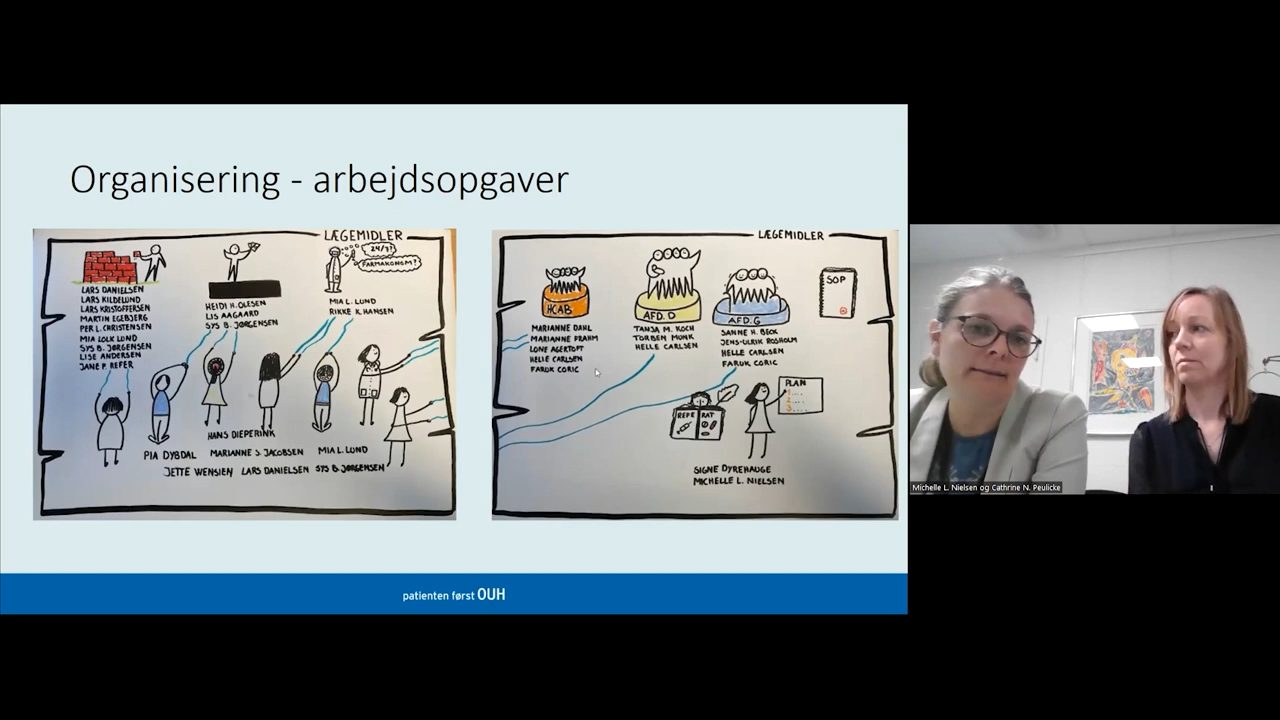 Organisering - arbejdsopgaver
LÆGEMIDLER
24/7?
FARMAKONOM?
LARS DANIELSEN
LARS KILDELUND
LARS KRISTOFFERSEN
MARTIN EGEBJERG
PER L. CHRISTENSEN
MIA LOLK LUND
SYS B. JØRGENSEN
LISE ANDERSEN
JANE P. REFER
HEIDI H. OLESEN
LIS AAGAARD
SYS B. JØRGENSEN
MIA L. LUND
RIKKE K. HANSEN
HANS DIEPERINK
PIA DYBDAL MARIANNE S. JACOBSEN MIA L. LUND
JETTE WENSIEN LARS DANIELSEN SYS B. JØRGENSEN
LÆGEMIDLER
HCAB
AFD. D
AFD. G
SOP
MARIANNE DAHL
MARIANNE FRAHM
LONE AGERTOFT
HELLE CARLSEN
FARUK CORIC
TANJA M. KOCH
TORBEN MUNK
HELLE CARLSEN
SANNE H. BECK
JENS-ULRIK ROSHOLM
HELLE CARLSEN
FARUK CORIC
REFE RAT
PLAN
1....
2....
3....
SIGNE DYREHAUGE
MICHELLE L. NIELSEN
patienten først OUH
Michelle L. Nielsen og Cathrine N. Peulicke